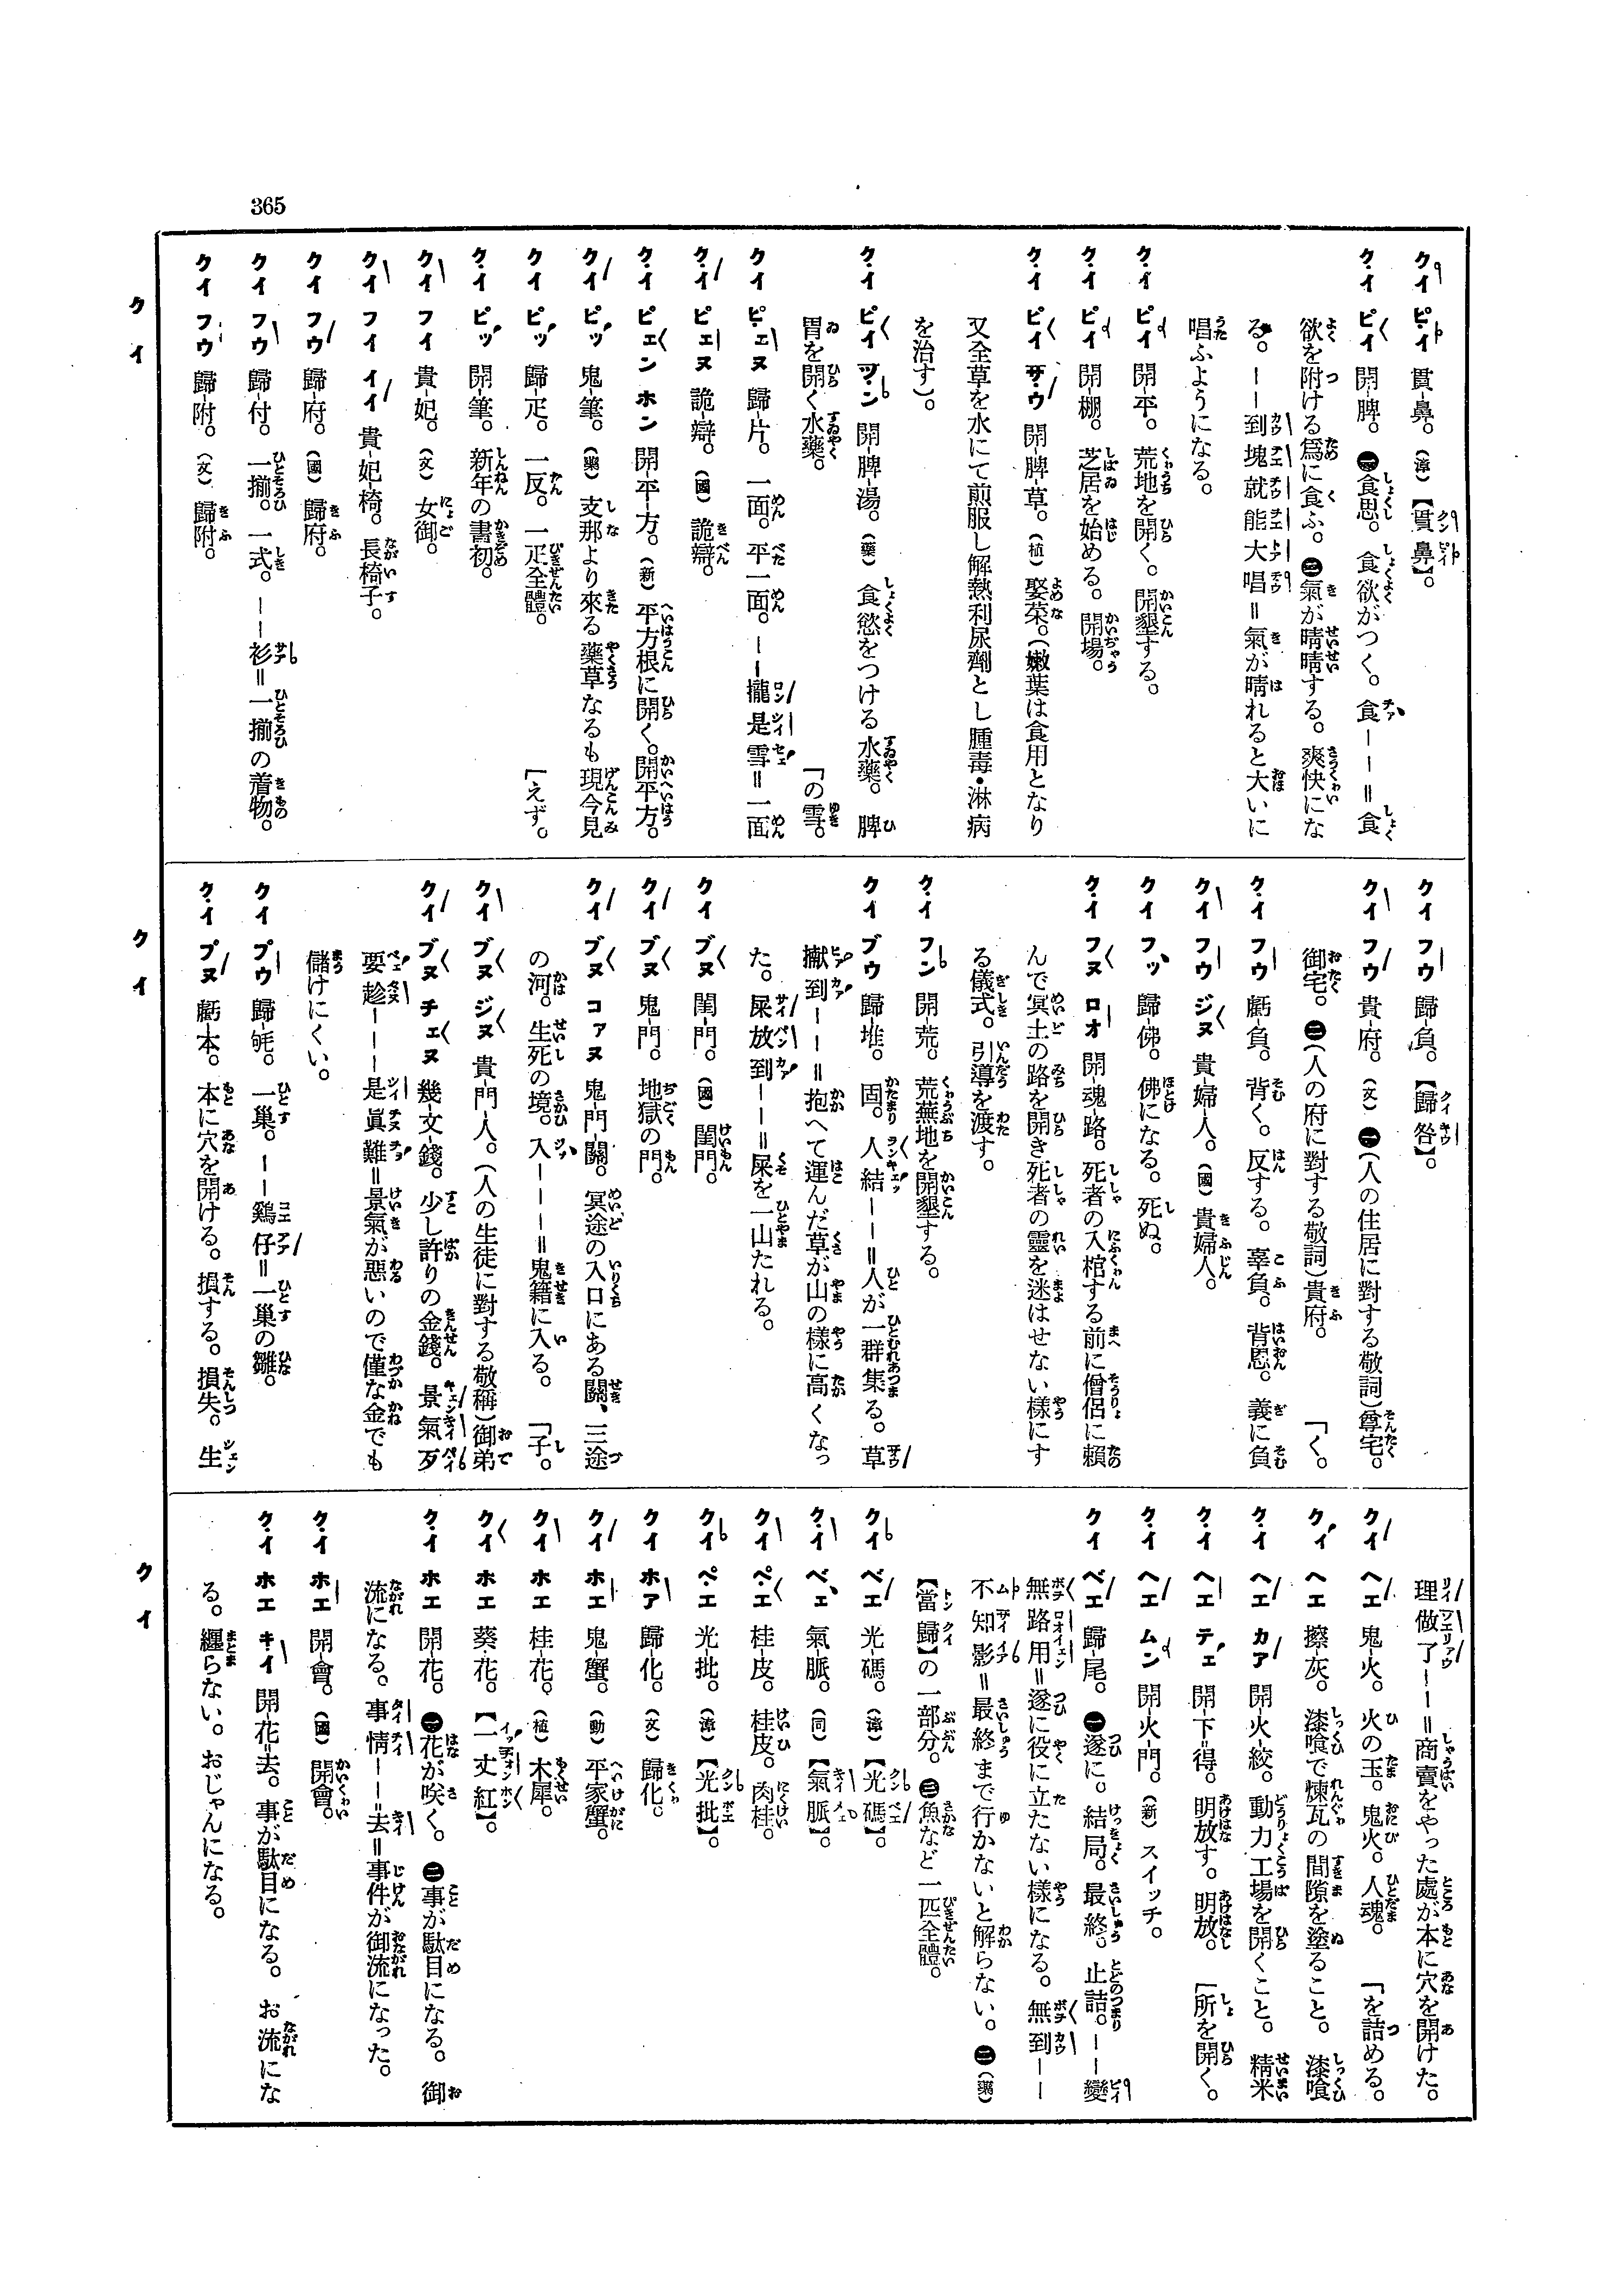 365
クイ ピイ 貫-鼻。(漳)【貫鼻】。
クイ ピイ 開-脾。㊀食思。食欲がつく。食———=食
欲を附ける爲に食ふ。㊁氣が晴晴する。爽快にな
る。——到塊就能大唱=氣が晴れると大いに
唱ふようになる。
クイ ピイ 開-平。荒地を開く。開墾する。
クイ ピイ 開-棚。芝居を始める。開場。
クイ ピイ サウ 開-脾-草。(植)娶菜。(嫩葉は食用となり
又全草を水にて煎服し解熱利尿劑とし腫毒・淋病
を治す)。
クイ ピイ ツン 開-脾-湯。(藥)食慾をつける水藥。脾
胃を開く水藥。 「の雪。
クイ ピェヌ 歸-片。一面。平一面。——攏是雪=一面
クイ ピェヌ 詭-辯。(國)詭辯。
クイ ピェン ホン 開-平-方。(新)平方根に開く。開平方。
クイ ピッ 鬼-筆。(藥)支那より來る藥草なるも現今見
クイ ピッ 歸-疋。一反。一疋全體。 「えず。
クイ ピッ 開-筆。新年の書初。
クイ フイ 貴-妃。(文)女御。
クイ フイ イイ 貴-妃-椅。長椅子。
クイ フウ 歸-府。(國)歸府。
クイ フウ 歸-付。一揃。一式。——衫=一揃の着物。
クイ フウ 歸-附。(文)歸附。
クイ
クイ フウ 歸-負。【歸咎】。
クイ フウ 貴-府。(文)㊀(人の住居に對する敬詞)尊宅。
御宅。㊁(人の府に對する敬詞)貴府。
クイ フウ 虧-負。背く。反する。辜負。背恩。義に負
クイ フウ ジヌ 貴-婦-人。(國)貴婦人。 「く。
クイ フッ 歸-佛。佛になる。死ぬ。
クイ フヌ ロオ 開-魂-路。死者の入棺する前に僧侶に賴
んで冥土の路を開き死者の靈を迷はせない樣にす
る儀式。引導を渡す。
クイ フン 開-荒。荒蕪地を開墾する。
クイ ブウ 歸-堆。固。人結——=人が一群集る。草
撖到——=抱へて運んだ草が山の樣に高くなっ
た。屎放到——=屎を一山たれる。
クイ ブヌ 閨-門。(國)閨門。
クイ ブヌ 鬼-門。地獄の門。
クイ ブヌ コァヌ 鬼-門-關。冥途の入口にある關、三途
の河。生死の境。入———=鬼籍に入る。 「子。
クイ ブヌ ジヌ 貴-門-人。(人の生徒に對する敬稱)御弟
クイ ブヌ チェヌ 幾-文-錢。少し許りの金錢。景氣歹
要趁———是眞難=景氣が惡いので僅な金でも
儲けにくい。
クイ プウ 歸-㲍。一巢。——鷄仔=一巢の雛。
クイ プヌ 虧-本。本に穴を開ける。損する。損失。生
クイ
理做了——=商賣をやった處が本に穴を開けた。
クイ ヘエ 鬼-火。火の玉。鬼火。人魂。 「を詰める。
クイ ヘエ 擦-灰。漆喰で煉瓦の間隙を塗ること。漆喰
クイ ヘエ カァ 開-火-絞。動力工場を開くこと。精米
クイ ヘエ テェ 開-下-得。明放す。明放。 「所を開く。
クイ ヘエ ムン 開-火-門。(新)スイッチ。
クイ ベエ 歸-尾。㊀遂に。結局。最終。止詰。——變
無路用=遂に役に立たない樣になる。無到——
不知影=最終まで行かないと解らない。㊁(藥)
【當歸】の一部分。㊂魚など一匹全體。
クイ ベエ 光-碼。(漳)【光碼】。
クイ ベェ 氣-脈。(同)【氣脈】。
クイ ペエ 桂-皮。桂皮。肉桂。
クイ ペエ 光-批。(漳)【光批】。
クイ ホア 歸-化。(文)歸化。
クイ ホエ 鬼-蟹。(動)平家蟹。
クイ ホエ 桂-花。(植)木犀。
クイ ホエ 葵-花。【一丈紅】。
クイ ホエ 開-花。㊀花が咲く。㊁事が駄目になる。御
流になる。事情——去=事件が御流になった。
クイ ホエ 開-會。(國)開會。
クイ ホエ キイ 開-花=去。事が駄目になる。お流にな
る。纏らない。おじゃんになる。
クイ